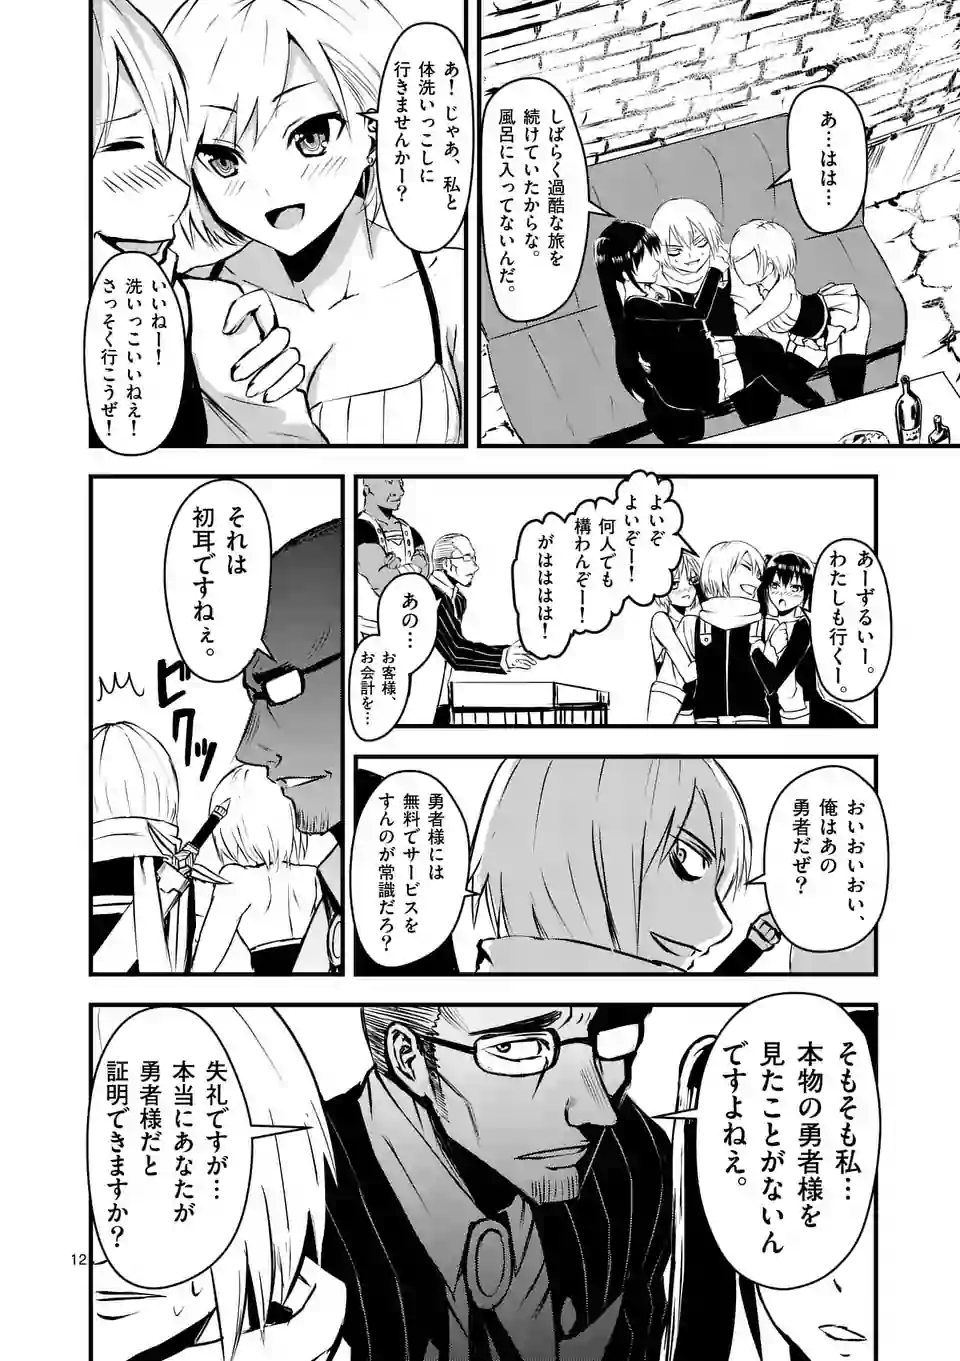 あ…はは…
しばらく過酷な旅を
続けていたからな。
風呂に入ってないんだ。
あ！じゃあ、私と
体洗いっこしに
行きませんかー？
いいねー！
洗いっこいいねぇ！
さっそく行こうぜ！
あーずるいー。
わたしも行くー。
よいぞ
よいぞー！
何人でも
構わんぞー！
がはははは！
あの…
お客様、
お会計を…
おいおいおい、
俺はあの
勇者だぜ？
勇者様には
無料でサービスを
すんのが常識だろ？
それは
初耳ですねぇ。
ビクッ
そもそも私…
本物の勇者様を
見たことがないん
ですよねぇ。
失礼ですが…
本当にあなたが
勇者様だと
証明できますか？
12